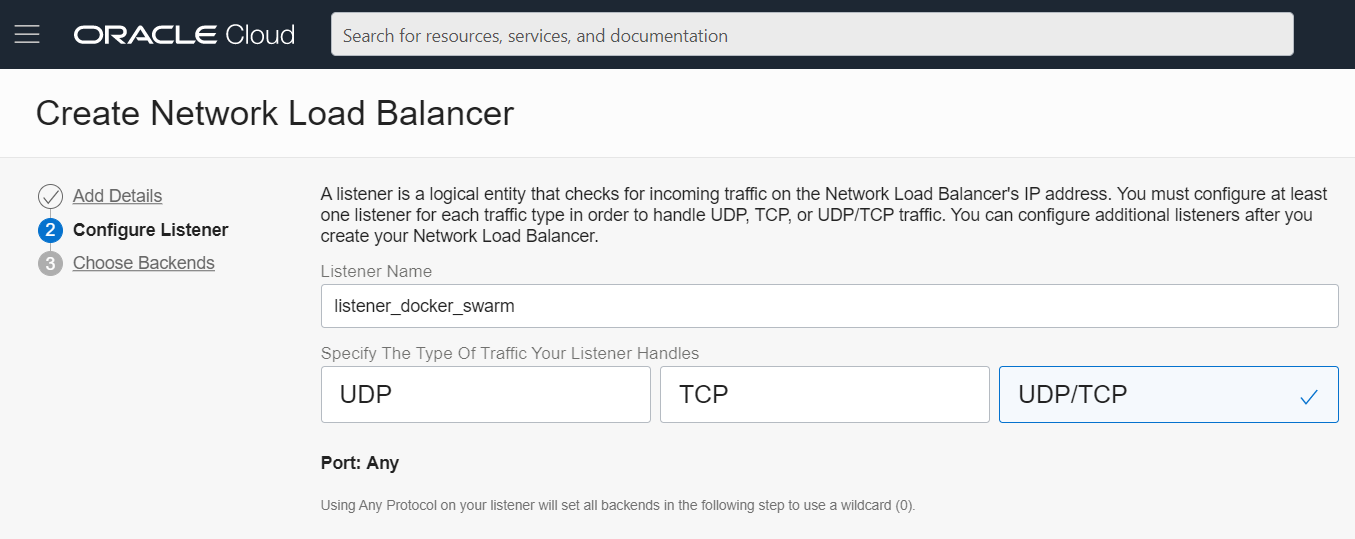 ORACLE Cloud
Search for resources, services, and documentation
Create Network Load Balancer
Add Details
2 Configure Listener
3 Choose Backends
A listener is a logical entity that checks for incoming traffic on the Network Load Balancer's IP address. You must configure at least
one listener for each traffic type in order to handle UDP, TCP, or UDP/TCP traffic. You can configure additional listeners after you
create your Network Load Balancer.
Listener Name
listener_docker_swarm
Specify The Type Of Traffic Your Listener Handles
UDP
TCP
UDP/TCP
Port: Any
Using Any Protocol on your listener will set all backends in the following step to use a wildcard (0).